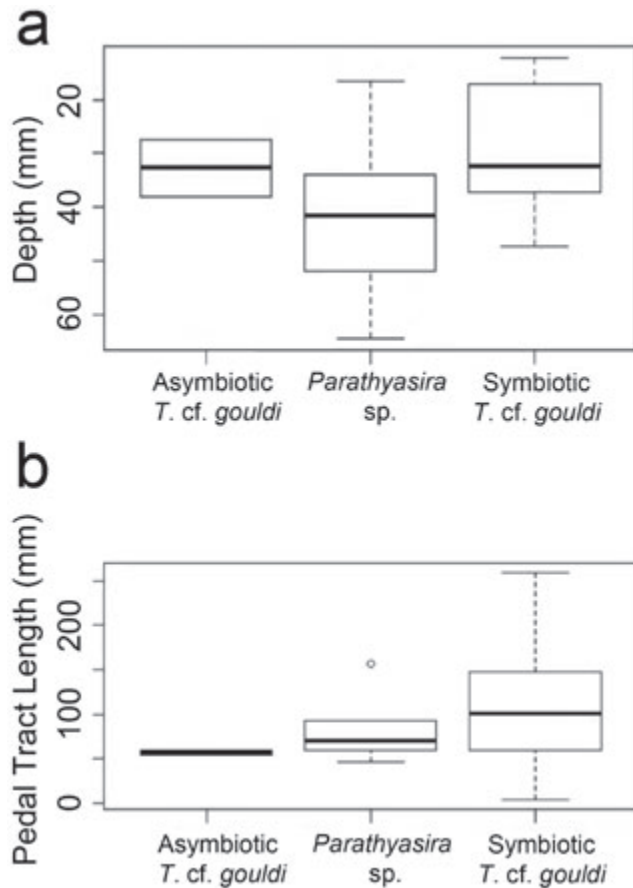 a
20
40
60
Depth (mm)
Asymbiotic Parathyasira Symbiotic
T. cf. gouldi sp. T. cf. gouldi
b
200
100
0
Pedal Tract Length (mm)
Asymbiotic Parathyasira Symbiotic
T. cf. gouldi sp. T. cf. gouldi